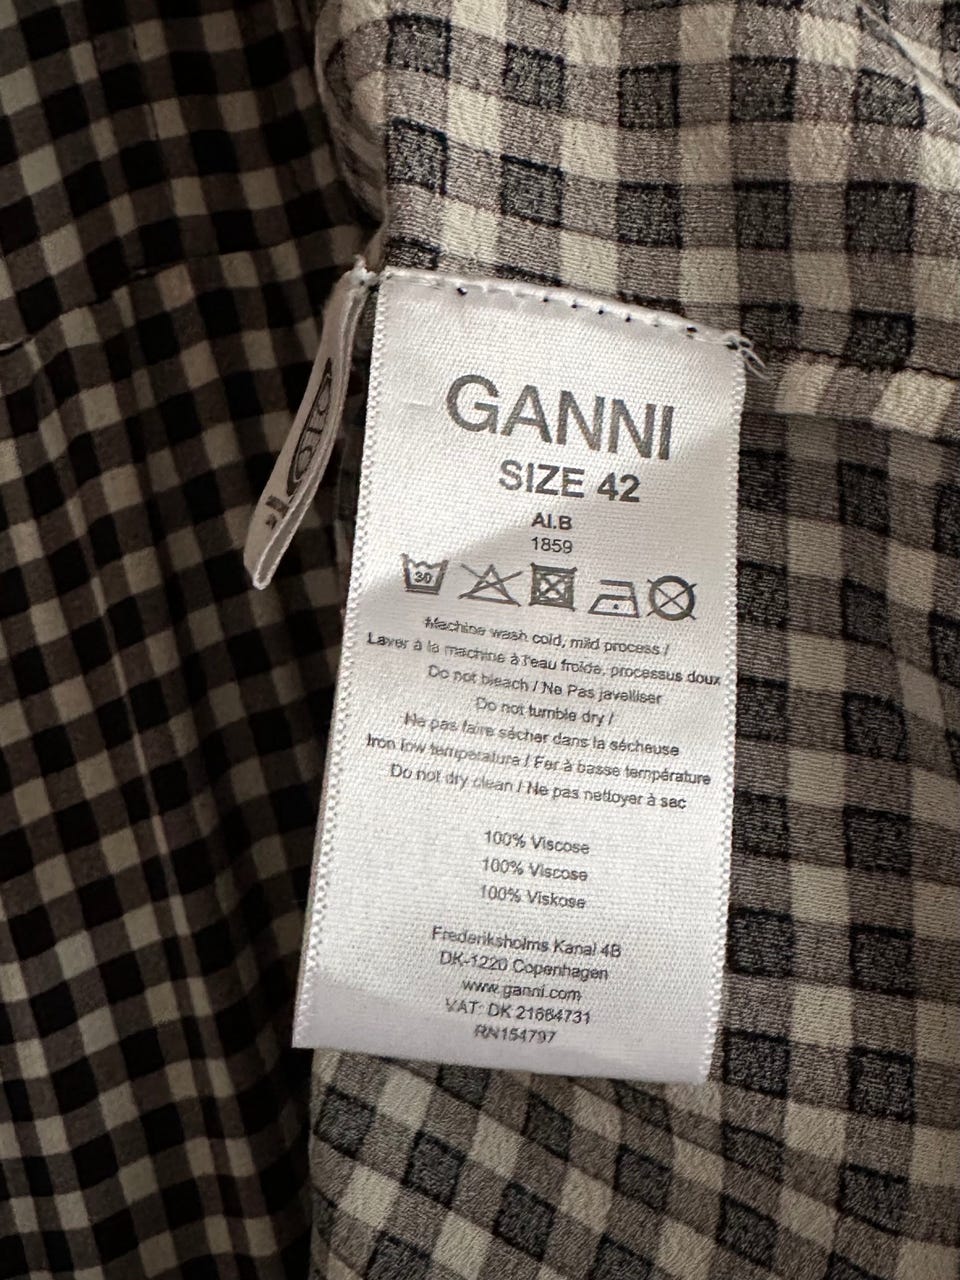 GANNI
SIZE 42
AI.B
1859
30
Machine wash cold, mild process /
Laver à la machine à l'eau froide, processus doux
Do not bleach / Ne Pas javelliser
Do not tumble dry /
Ne pas faire sécher dans la sécheuse
Iron low temperature / Fer à basse température
Do not dry clean / Ne pas nettoyer à sec
100% Viscose
100% Viscose
100% Viskose
Frederiksholms Kanal 4B
DK-1220 Copenhagen
www.ganni.com
VAT: DK 21664731
RN154797